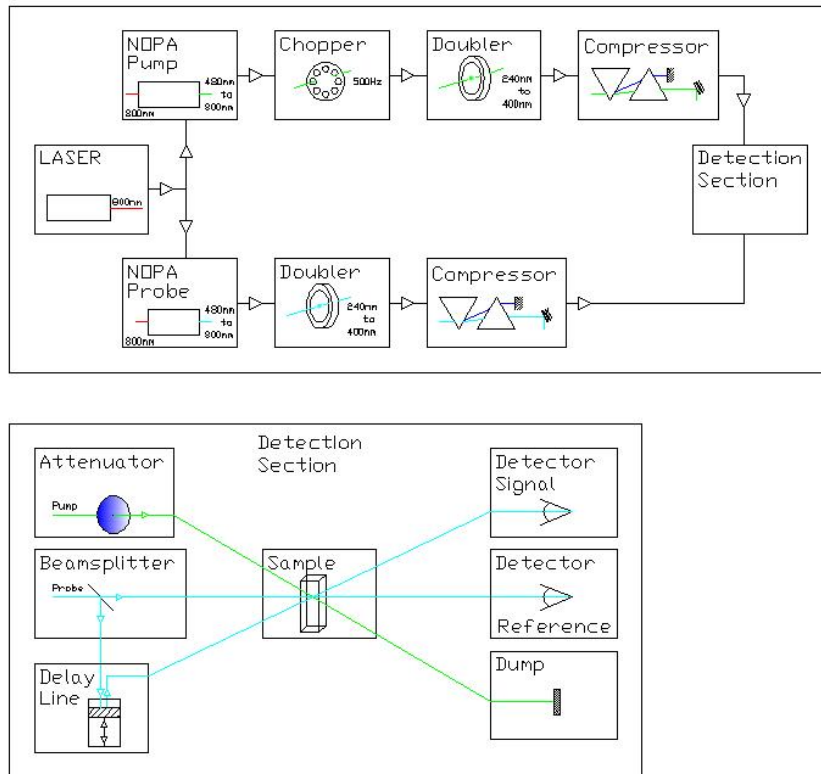 NOPA
Pump
480nm
to
800nm
800nm
Chopper
500Hz
Doubler
240nm
to
400nm
Compressor
LASER
800nm
Detection
Section
NOPA
Probe
480nm
to
800nm
800nm
Doubler
240nm
to
400nm
Compressor
Detection
Section
Attenuator
Pump
Detector
Signal
Beamsplitter
Probe
Sample
Detector
Reference
Delay
Line
Dump